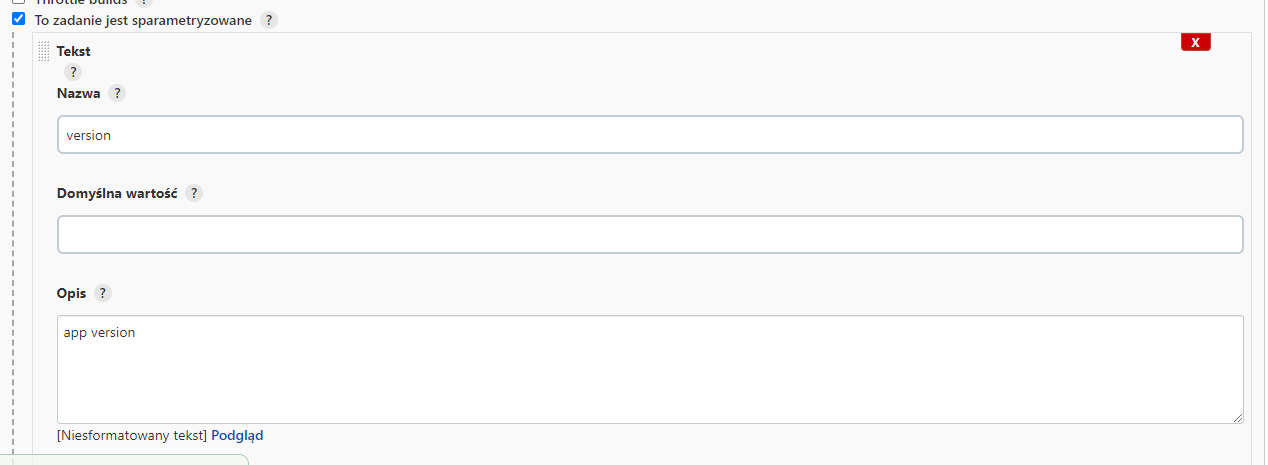 Throttle builds ?
To zadanie jest sparametryzowane ?
Tekst
X
?
Nazwa ?
version
Domyślna wartość ?
Opis ?
app version
[Niesformatowany tekst] Podgląd